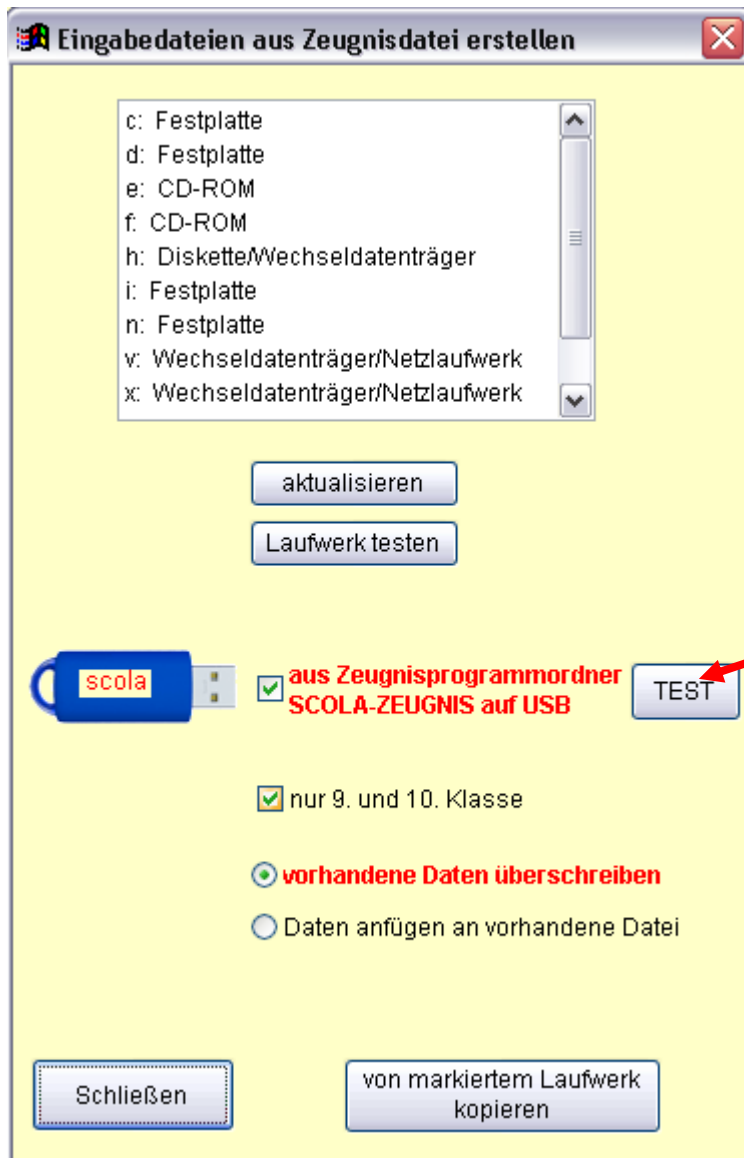 Eingabedateien aus Zeugnisdatei erstellen
c: Festplatte
d: Festplatte
e: CD-ROM
f: CD-ROM
h: Diskette/Wechseldatenträger
i: Festplatte
n: Festplatte
v: Wechseldatenträger/Netzlaufwerk
x: Wechseldatenträger/Netzlaufwerk
aktualisieren
Laufwerk testen
scola
aus Zeugnisprogrammordner
SCOLA-ZEUGNIS auf USB
TEST
nur 9. und 10. Klasse
vorhandene Daten überschreiben
Daten anfügen an vorhandene Datei
Schließen
von markiertem Laufwerk
kopieren